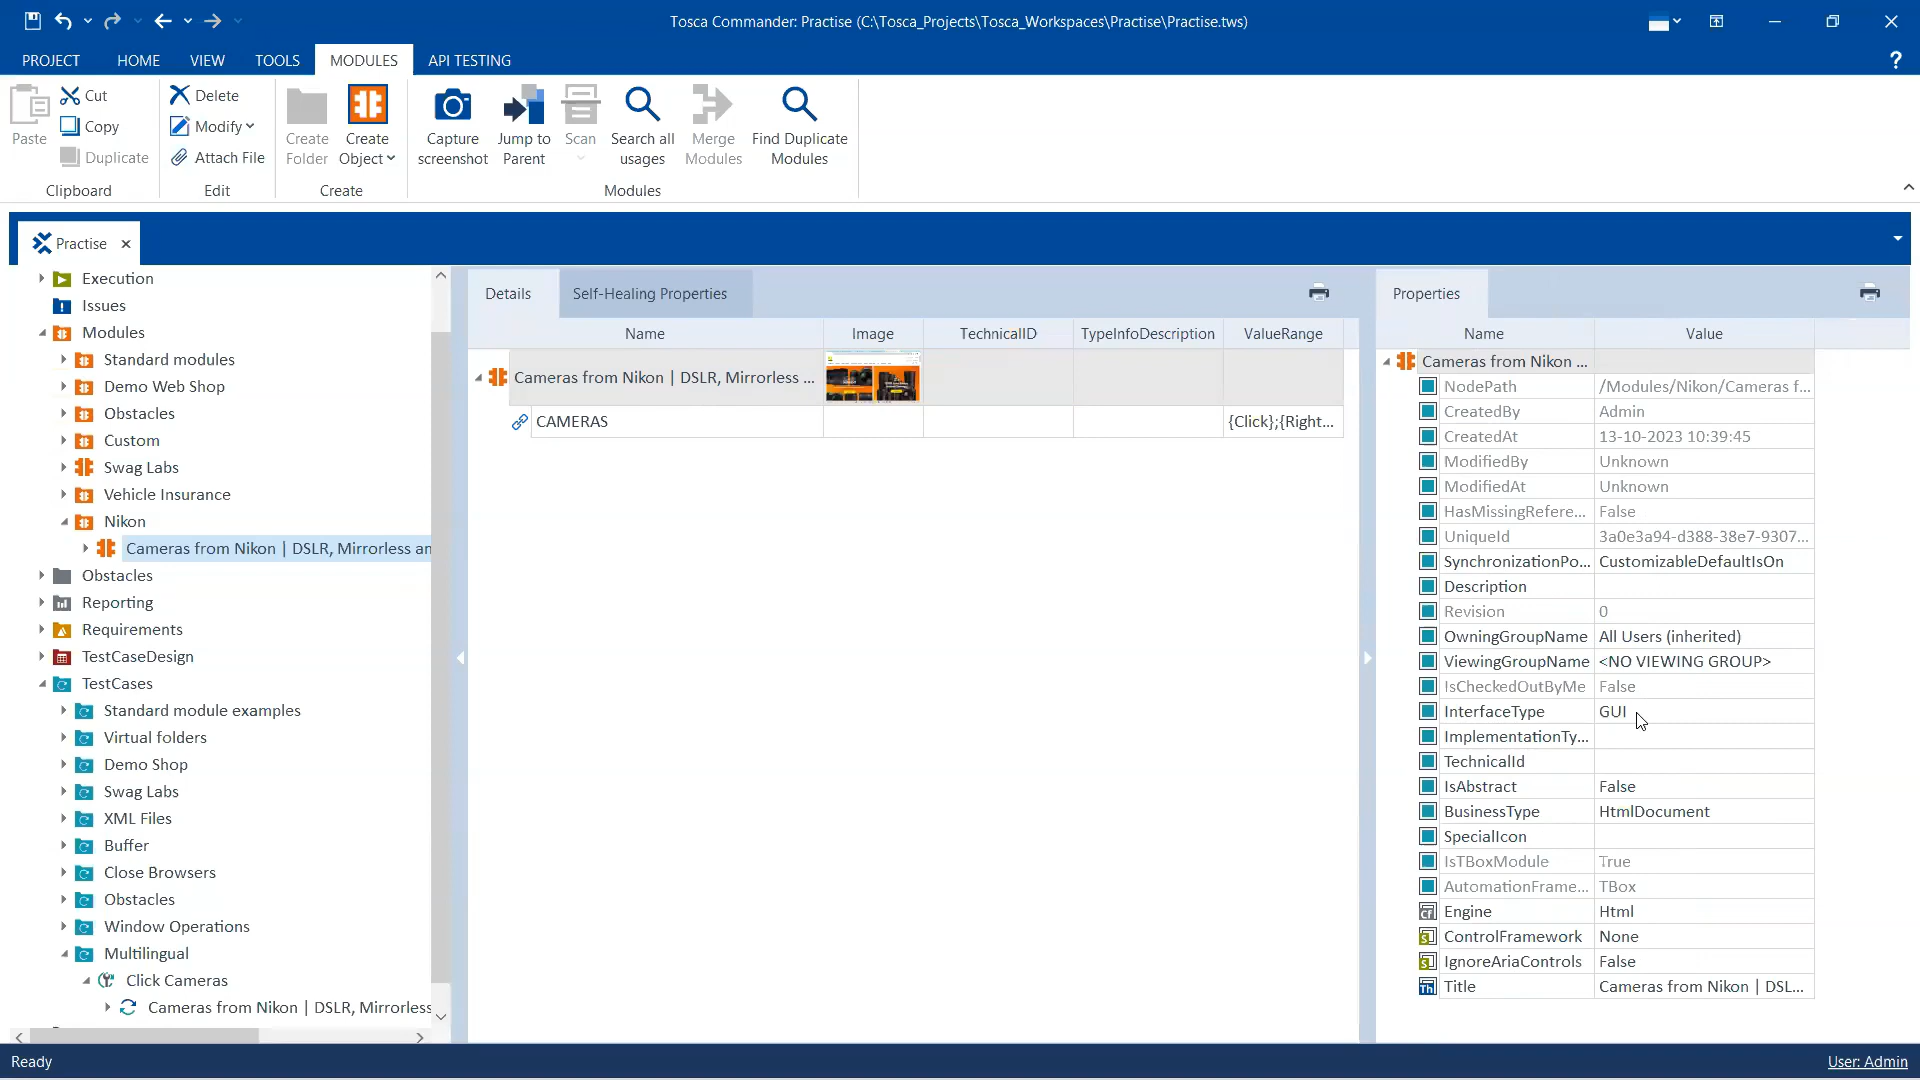 Tosca Commander: Practise (C:\Tosca_Projects\Tosca_Workspaces\Practise\Practise.tws)
PROJECT HOME VIEW TOOLS MODULES API TESTING ?
Paste Cut Copy Duplicate
Clipboard
Delete Modify Attach File
Edit
Create Folder Create Object
Create
Capture screenshot Jump to Parent Scan Search all usages Merge Modules Find Duplicate Modules
Modules
Practise
Execution
Issues
Modules
Standard modules
Demo Web Shop
Obstacles
Custom
Swag Labs
Vehicle Insurance
Nikon
Cameras from Nikon | DSLR, Mirrorless an
Obstacles
Reporting
Requirements
TestCaseDesign
TestCases
Standard module examples
Virtual folders
Demo Shop
Swag Labs
XML Files
Buffer
Close Browsers
Obstacles
Window Operations
Multilingual
Click Cameras
Cameras from Nikon | DSLR, Mirrorless
Details Self-Healing Properties
Name Image TechnicalID TypeInfoDescription ValueRange
Cameras from Nikon | DSLR, Mirrorless ...
CAMERAS {Click};{Right...
Properties
Name Value
Cameras from Nikon ...
NodePath /Modules/Nikon/Cameras f...
CreatedBy Admin
CreatedAt 13-10-2023 10:39:45
ModifiedBy Unknown
ModifiedAt Unknown
HasMissingRefere... False
UniqueId 3a0e3a94-d388-38e7-9307...
SynchronizationPo... CustomizableDefaultIsOn
Description
Revision 0
OwningGroupName All Users (inherited)
ViewingGroupName <NO VIEWING GROUP>
IsCheckedOutByMe False
InterfaceType GUI
ImplementationTy...
TechnicalId
IsAbstract False
BusinessType HtmlDocument
SpecialIcon
IsTBoxModule True
AutomationFrame... TBox
Engine Html
ControlFramework None
IgnoreAriaControls False
Title Cameras from Nikon | DSL...
Ready User: Admin